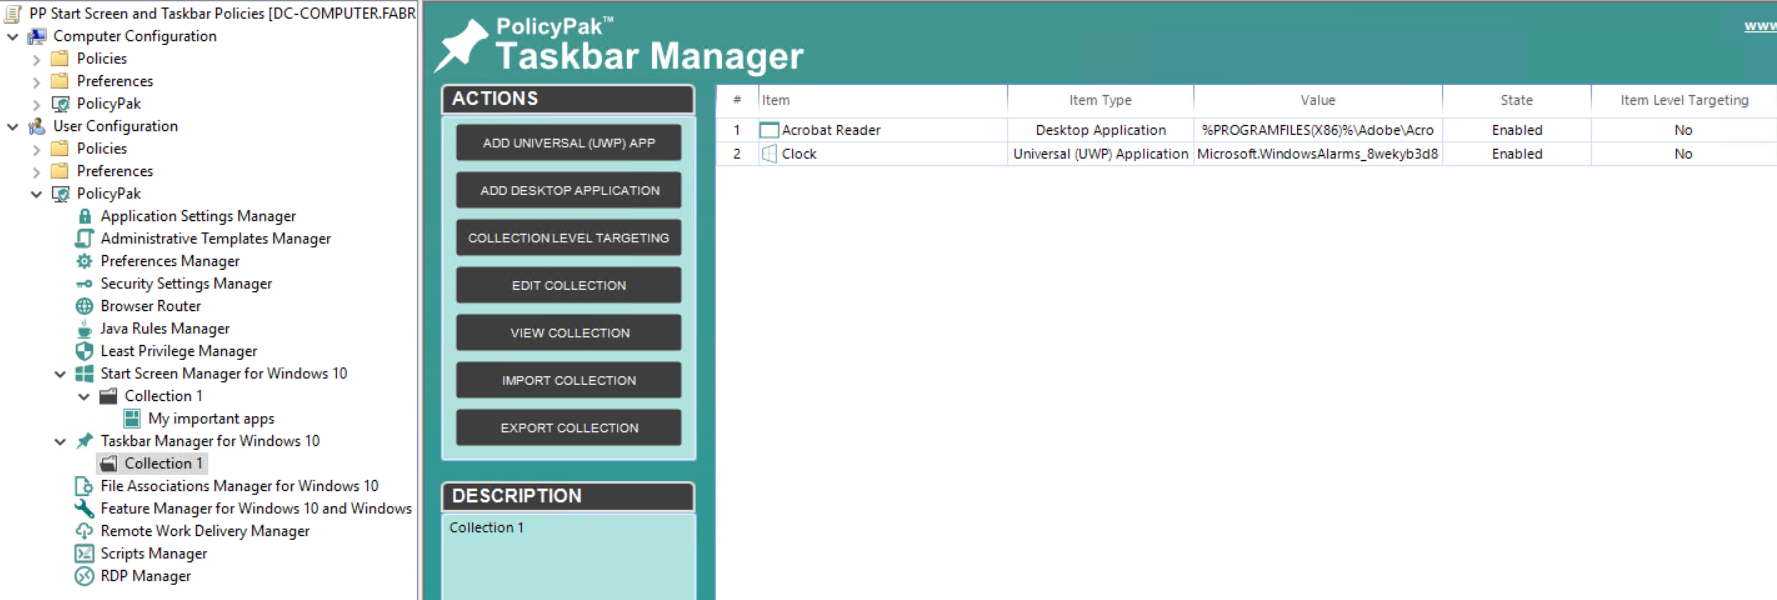 PP Start Screen and Taskbar Policies [DC-COMPUTER.FABR
Computer Configuration
Policies
Preferences
PolicyPak
User Configuration
Policies
Preferences
PolicyPak
Application Settings Manager
Administrative Templates Manager
Preferences Manager
Security Settings Manager
Browser Router
Java Rules Manager
Least Privilege Manager
Start Screen Manager for Windows 10
Collection 1
My important apps
Taskbar Manager for Windows 10
Collection 1
File Associations Manager for Windows 10
Feature Manager for Windows 10 and Windows
Remote Work Delivery Manager
Scripts Manager
RDP Manager
PolicyPak™
Taskbar Manager
www
ACTIONS
ADD UNIVERSAL (UWP) APP
ADD DESKTOP APPLICATION
COLLECTION LEVEL TARGETING
EDIT COLLECTION
VIEW COLLECTION
IMPORT COLLECTION
EXPORT COLLECTION
DESCRIPTION
Collection 1
# Item Item Type Value State Item Level Targeting
1 Acrobat Reader Desktop Application %PROGRAMFILES(X86)%\Adobe\Acro Enabled No
2 Clock Universal (UWP) Application Microsoft.WindowsAlarms_8wekyb3d8 Enabled No